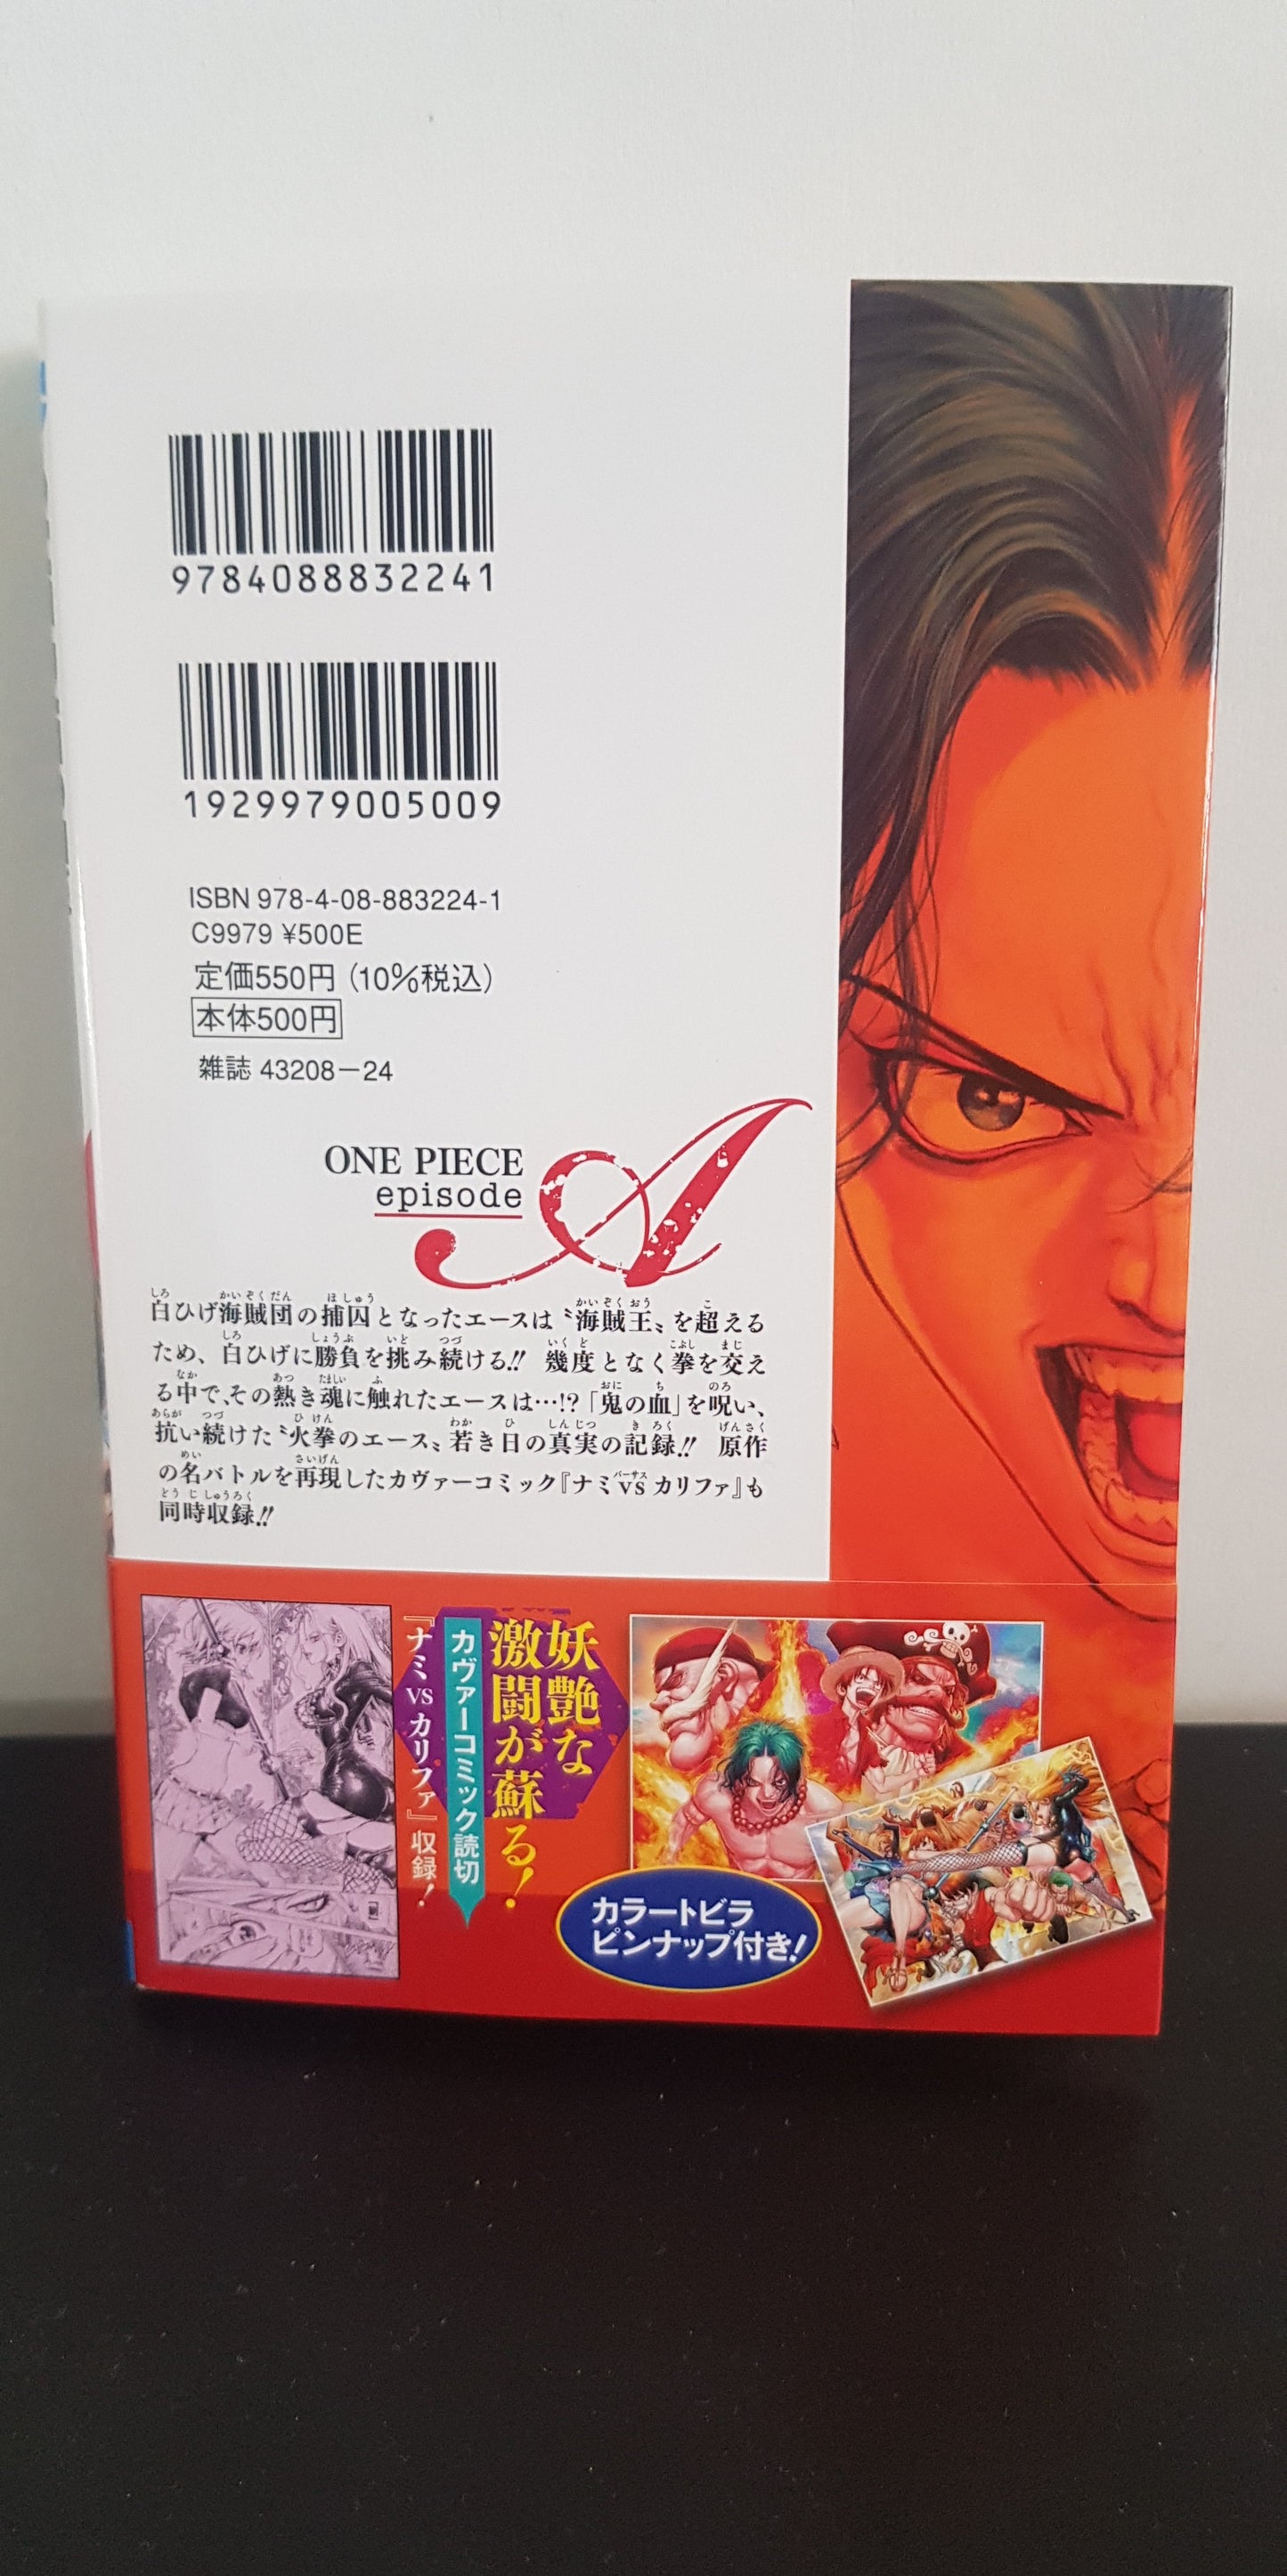 9784088832241
1929979005009
ISBN 978-4-08-883224-1
C9979 ¥500E
定価550円(10%税込)
本体500円
雑誌 43208-24
ONE PIECE
episode
A
白ひげ海賊団の捕囚となったエースは〝海賊王〟を超える
ため、白ひげに勝負を挑み続ける!! 幾度となく拳を交え
る中で、その熱き魂に触れたエースは…!?「鬼の血」を呪い、
抗い続けた〝火拳のエース〟若き日の真実の記録!! 原作
の名バトルを再現したカヴァーコミック『ナミVSカリファ』も
同時収録!!
妖艶な
激闘が蘇る!
カヴァーコミック読切
『ナミVSカリファ』収録!
カラートビラ
ピンナップ付き!